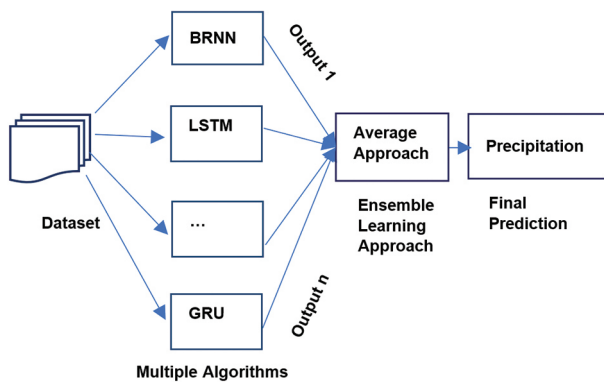 BRNN
Output 1
LSTM
Average
Approach
Precipitation
Dataset
...
Ensemble
Learning
Approach
Final
Prediction
GRU
Output n
Multiple Algorithms